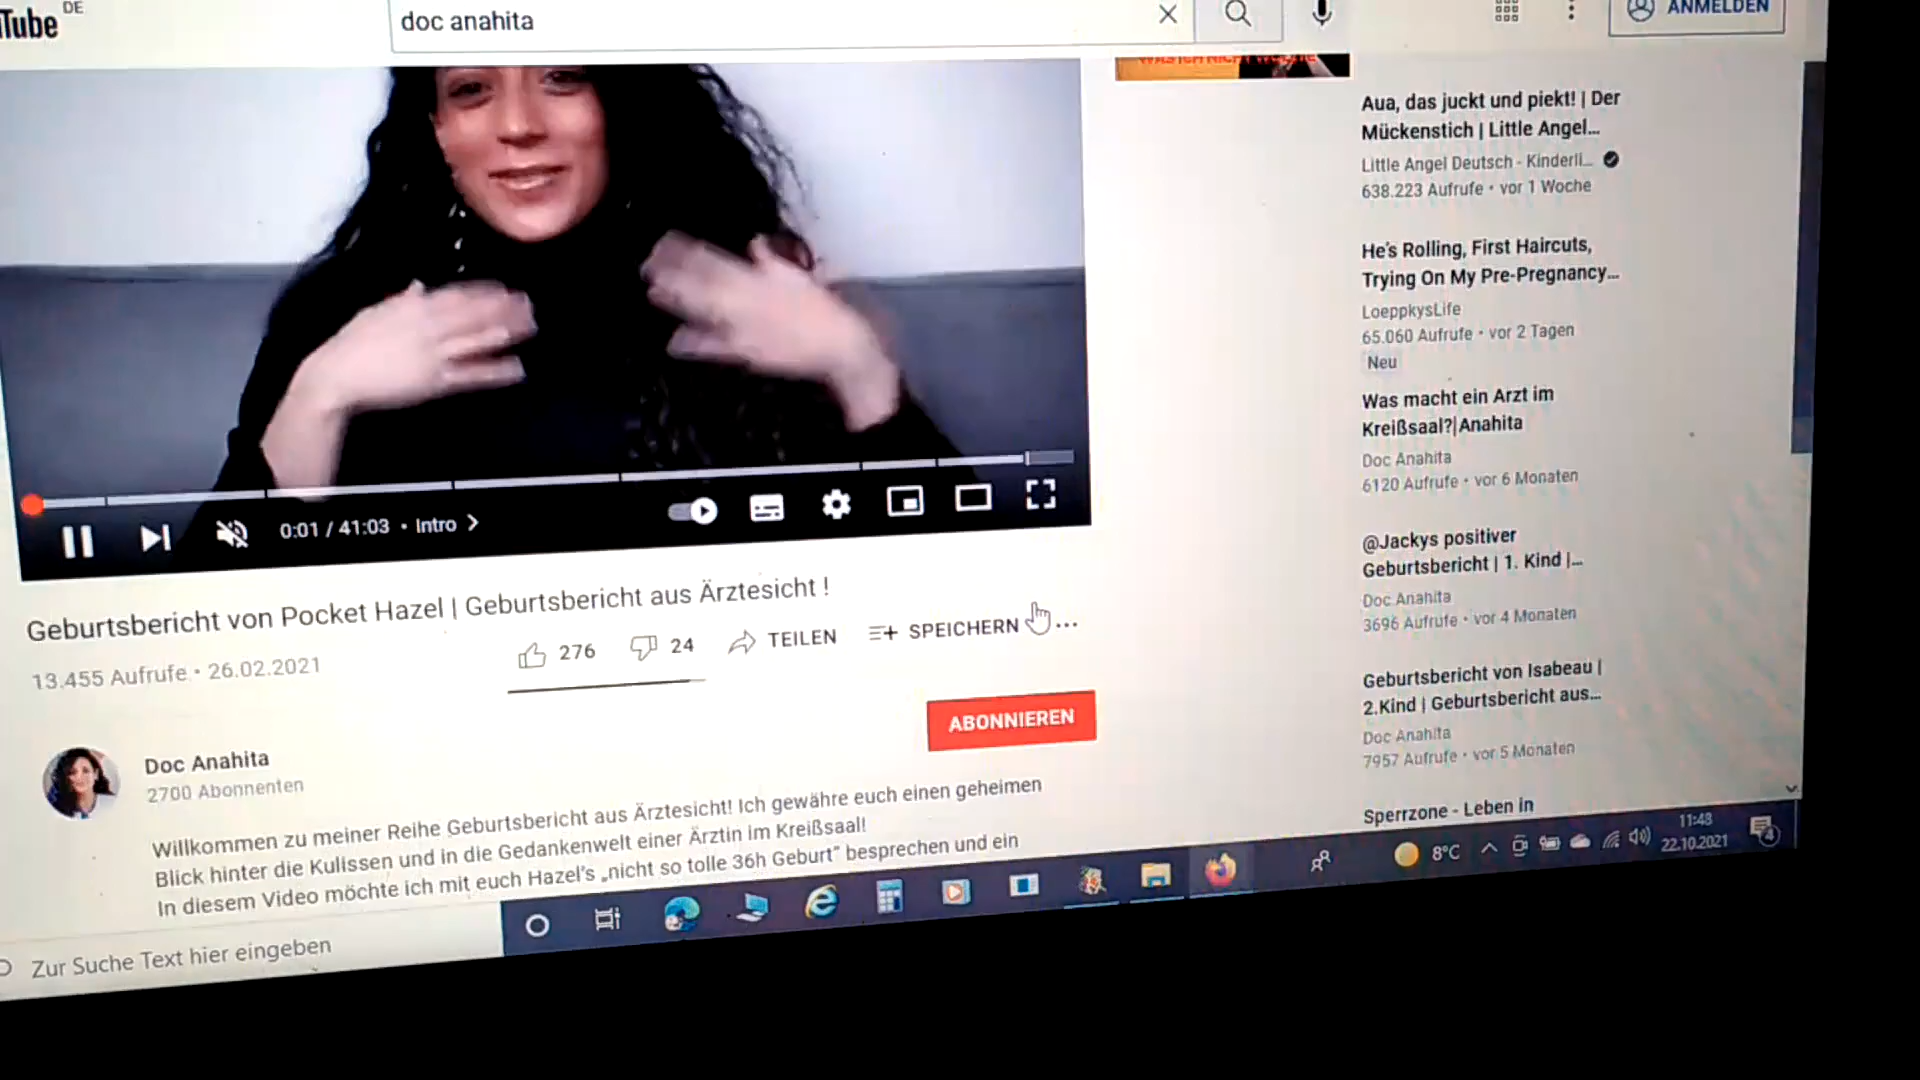 Tube DE
doc anahita
ANMELDEN
0:01 / 41:03 • Intro
Geburtsbericht von Pocket Hazel | Geburtsbericht aus Ärztesicht !
13.455 Aufrufe • 26.02.2021
276
24
TEILEN
SPEICHERN
...
Doc Anahita
2700 Abonnenten
ABONNIEREN
Willkommen zu meiner Reihe Geburtsbericht aus Ärztesicht! Ich gewähre euch einen geheimen
Blick hinter die Kulissen und in die Gedankenwelt einer Ärztin im Kreißsaal!
In diesem Video möchte ich mit euch Hazel's „nicht so tolle 36h Geburt" besprechen und ein
Aua, das juckt und piekt! | Der
Mückenstich | Little Angel...
Little Angel Deutsch - Kinderli...
638.223 Aufrufe • vor 1 Woche
He's Rolling, First Haircuts,
Trying On My Pre-Pregnancy...
LoeppkysLife
65.060 Aufrufe • vor 2 Tagen
Neu
Was macht ein Arzt im
Kreißsaal?|Anahita
Doc Anahita
6120 Aufrufe • vor 6 Monaten
@Jackys positiver
Geburtsbericht | 1. Kind |...
Doc Anahita
3696 Aufrufe • vor 4 Monaten
Geburtsbericht von Isabeau |
2.Kind | Geburtsbericht aus...
Doc Anahita
7957 Aufrufe • vor 5 Monaten
Sperrzone - Leben in
Zur Suche Text hier eingeben
8°C
11:48
22.10.2021
4